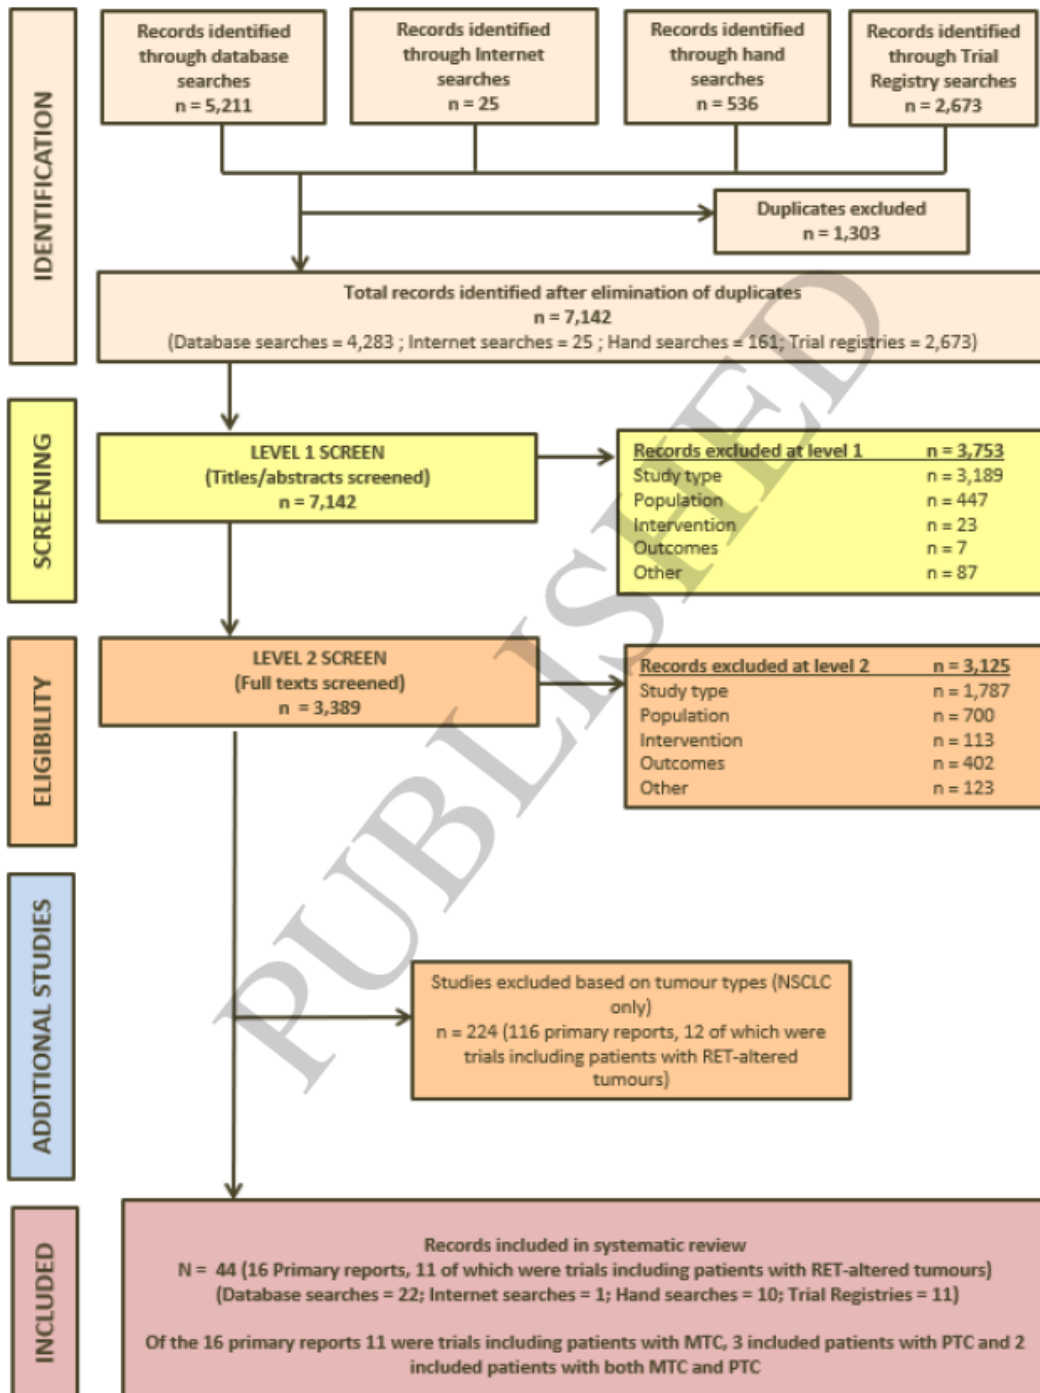 IDENTIFICATION
Records identified
through database
searches
n = 5,211
Records identified
through Internet
searches
n = 25
Records identified
through hand
searches
n = 536
Records identified
through Trial
Registry searches
n = 2,673
Duplicates excluded
n = 1,303
Total records identified after elimination of duplicates
n = 7,142
(Database searches = 4,283 ; Internet searches = 25 ; Hand searches = 161; Trial registries = 2,673)
SCREENING
LEVEL 1 SCREEN
(Titles/abstracts screened)
n = 7,142
Records excluded at level 1 n = 3,753
Study type n = 3,189
Population n = 447
Intervention n = 23
Outcomes n = 7
Other n = 87
ELIGIBILITY
LEVEL 2 SCREEN
(Full texts screened)
n = 3,389
Records excluded at level 2 n = 3,125
Study type n = 1,787
Population n = 700
Intervention n = 113
Outcomes n = 402
Other n = 123
ADDITIONAL STUDIES
Studies excluded based on tumour types (NSCLC
only)
n = 224 (116 primary reports, 12 of which were
trials including patients with RET-altered
tumours)
INCLUDED
Records included in systematic review
N = 44 (16 Primary reports, 11 of which were trials including patients with RET-altered tumours)
(Database searches = 22; Internet searches = 1; Hand searches = 10; Trial Registries = 11)
Of the 16 primary reports 11 were trials including patients with MTC, 3 included patients with PTC and 2
included patients with both MTC and PTC
PUBLISHED